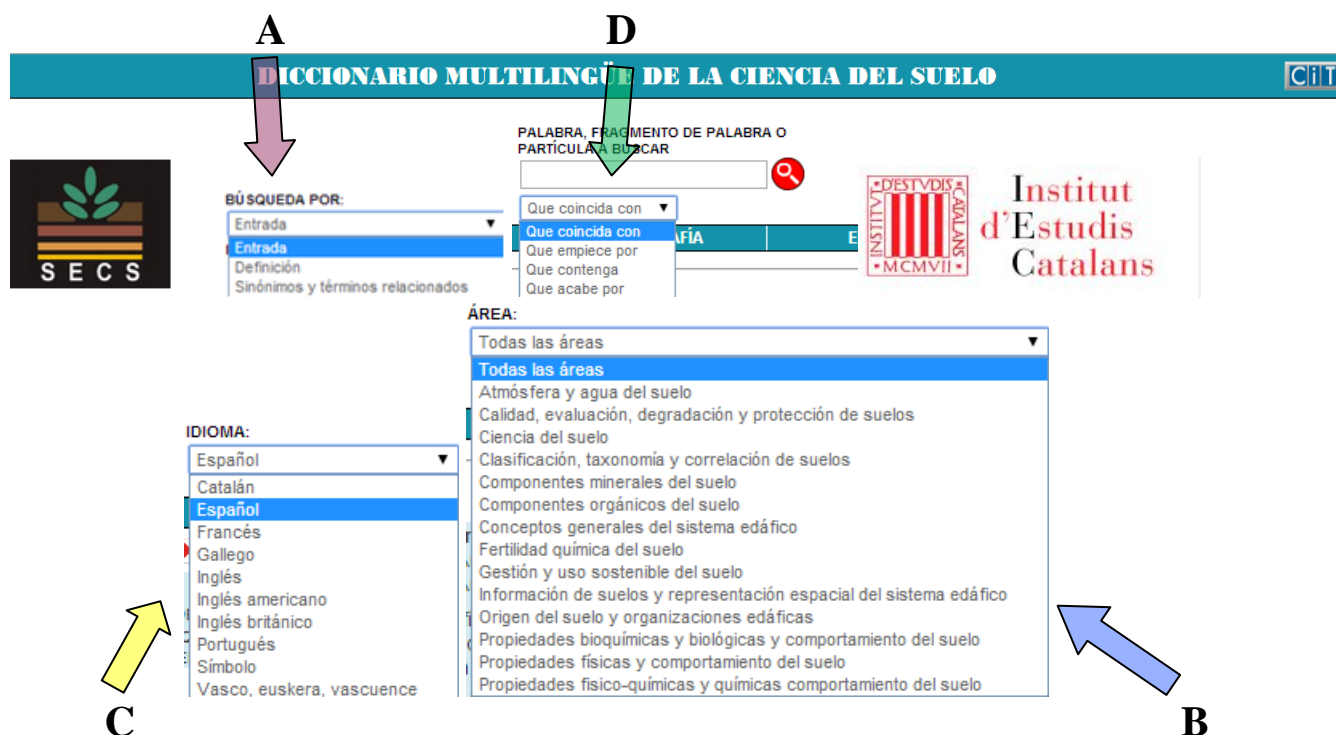 A
D
DICCIONARIO MULTILINGÜE DE LA CIENCIA DEL SUELO
CiT
PALABRA, FRAGMENTO DE PALABRA O
PARTÍCULA A BUSCAR
SECS
BÚSQUEDA POR:
Entrada
Entrada
Definición
Sinónimos y términos relacionados
Que coincida con
Que coincida con
Que empiece por
Que contenga
Que acabe por
AFÍA
E
INSTITVT
D'ESTVDIS
CATALANS
MCMVII
Institut
d'Estudis
Catalans
ÁREA:
Todas las áreas
Todas las áreas
Atmósfera y agua del suelo
Calidad, evaluación, degradación y protección de suelos
Ciencia del suelo
Clasificación, taxonomía y correlación de suelos
Componentes minerales del suelo
Componentes orgánicos del suelo
Conceptos generales del sistema edáfico
Fertilidad química del suelo
Gestión y uso sostenible del suelo
Información de suelos y representación espacial del sistema edáfico
Origen del suelo y organizaciones edáficas
Propiedades bioquímicas y biológicas y comportamiento del suelo
Propiedades físicas y comportamiento del suelo
Propiedades fisico-químicas y químicas comportamiento del suelo
IDIOMA:
Español
Catalán
Español
Francés
Gallego
Inglés
Inglés americano
Inglés británico
Portugués
Símbolo
Vasco, euskera, vascuence
C
B